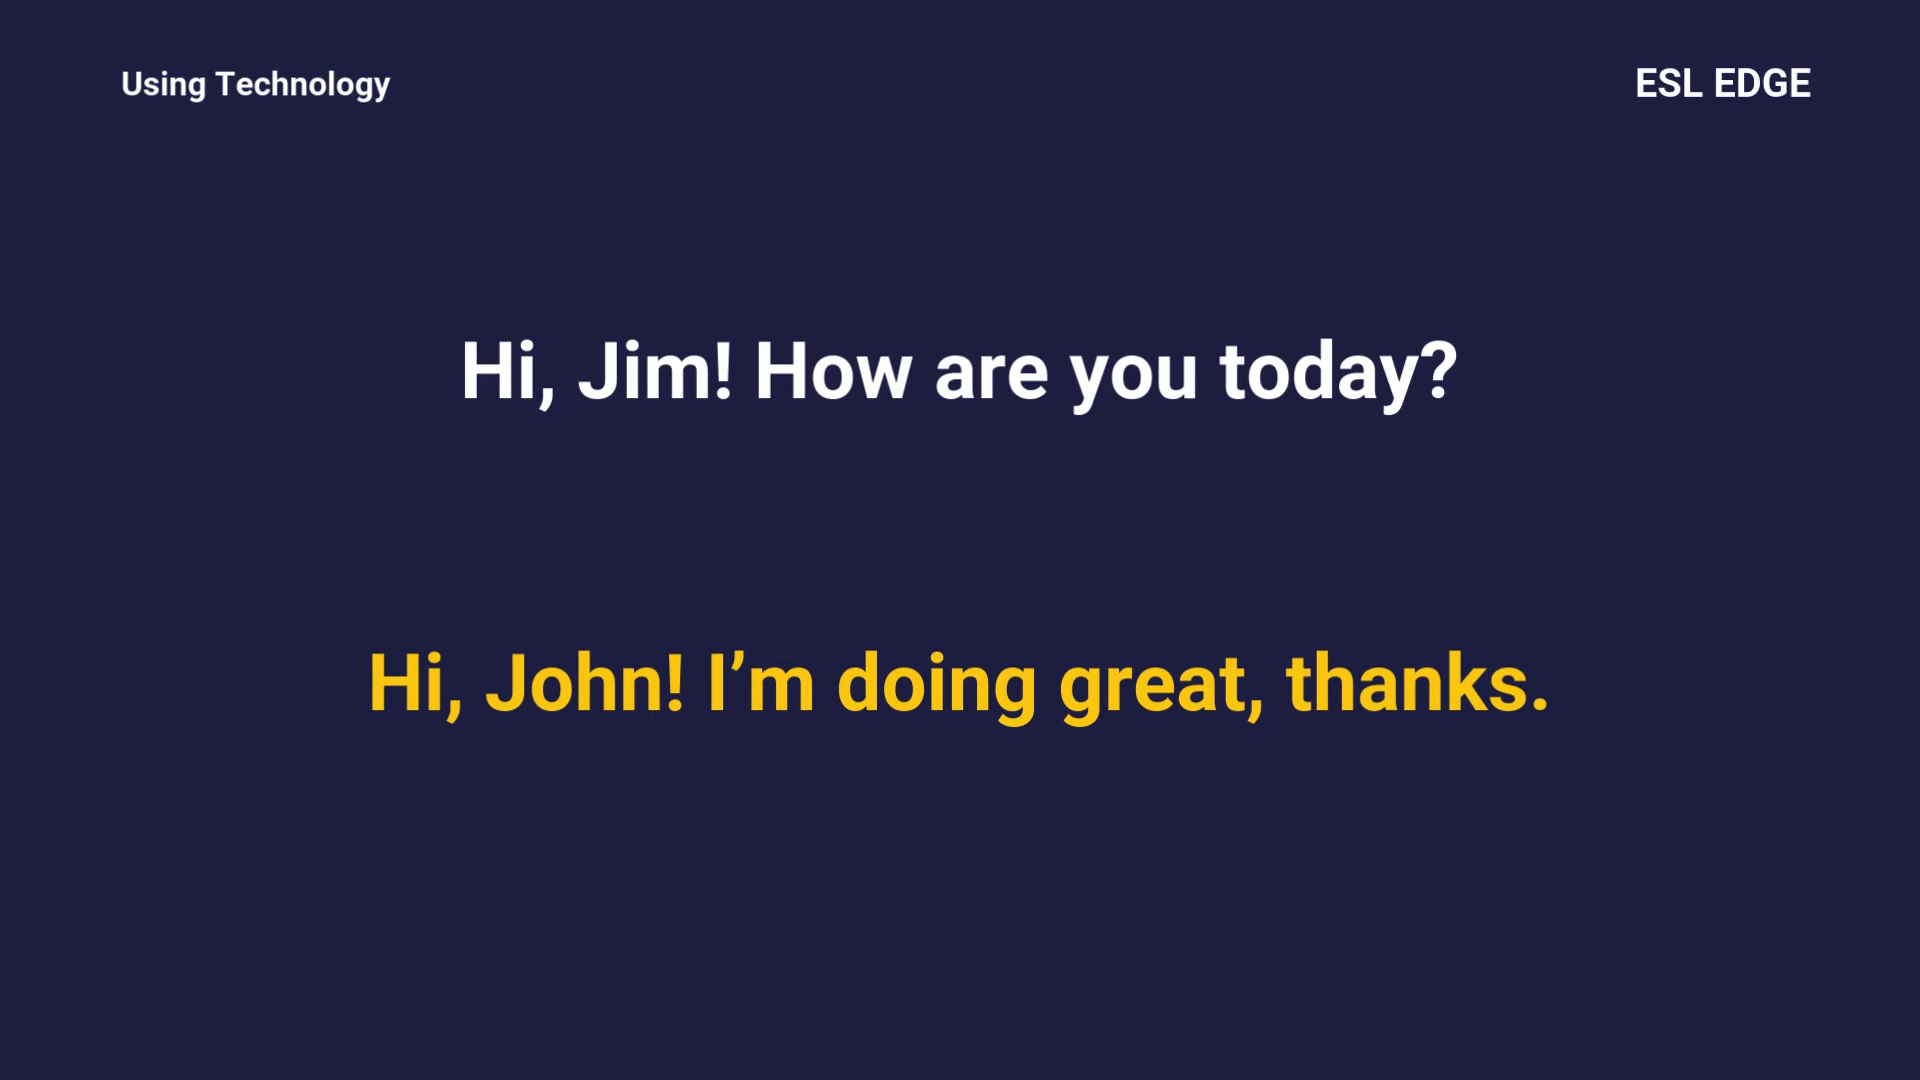 Using Technology
ESL EDGE
Hi, Jim! How are you today?
Hi, John! I’m doing great, thanks.